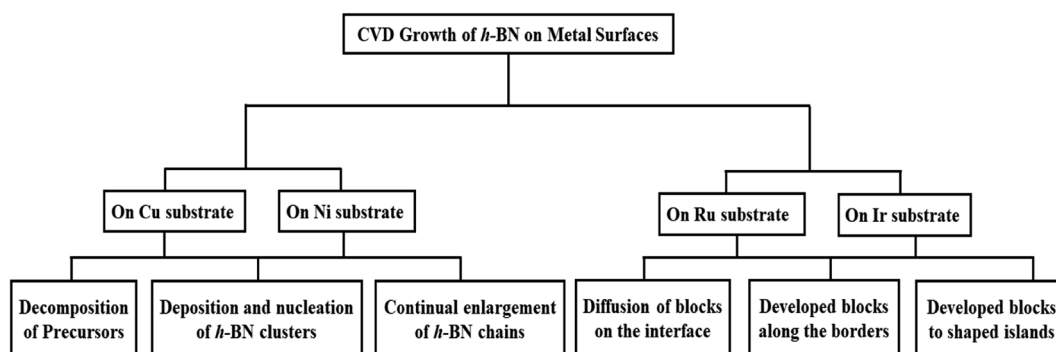 CVD Growth of h-BN on Metal Surfaces
On Cu substrate
On Ni substrate
On Ru substrate
On Ir substrate
Decomposition
of Precursors
Deposition and nucleation
of h-BN clusters
Continual enlargement
of h-BN chains
Diffusion of blocks
on the interface
Developed blocks
along the borders
Developed blocks
to shaped islands